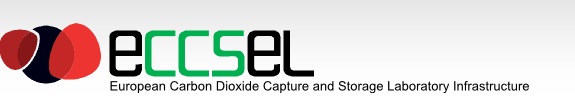 eccsel
European Carbon Dioxide Capture and Storage Laboratory Infrastructure